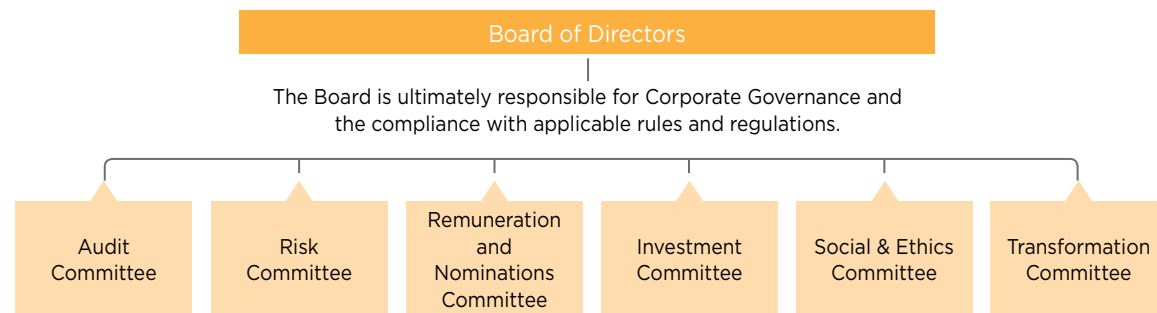 Board of Directors
The Board is ultimately responsible for Corporate Governance and
the compliance with applicable rules and regulations.
Audit
Committee
Risk
Committee
Remuneration
and
Nominations
Committee
Investment
Committee
Social & Ethics
Committee
Transformation
Committee